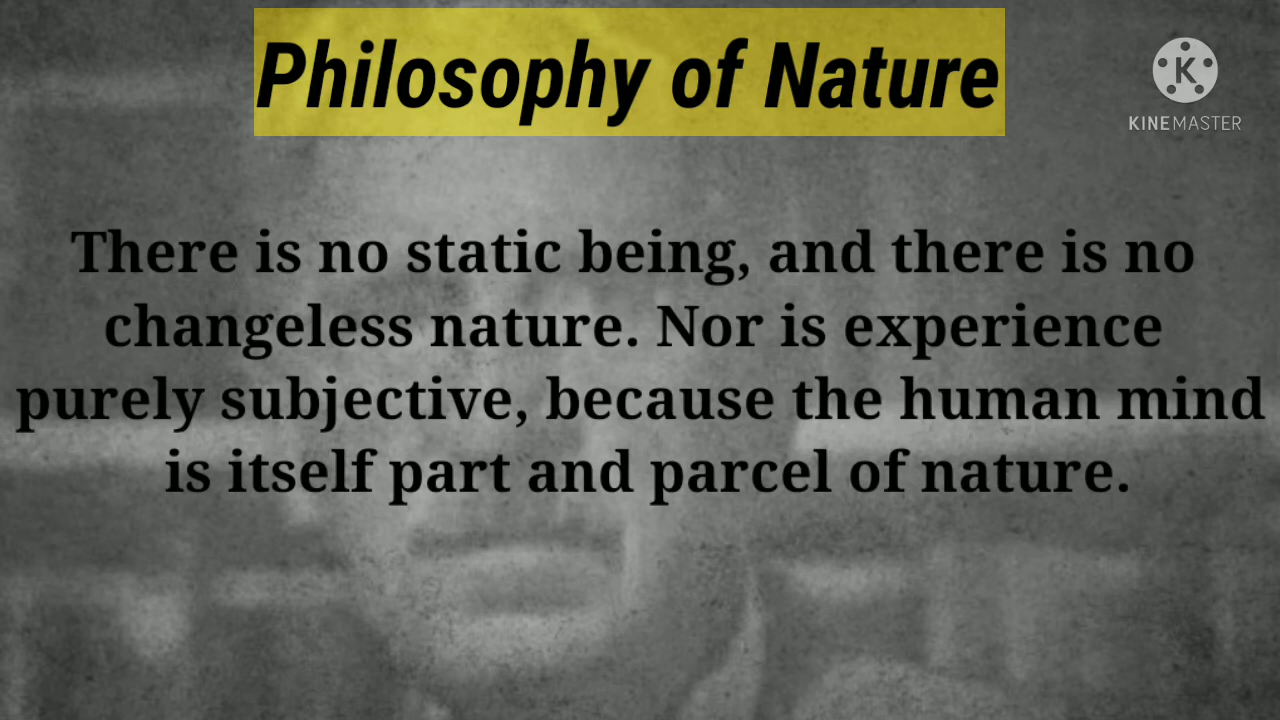 Philosophy of Nature
KINEMASTER
There is no static being, and there is no
changeless nature. Nor is experience
purely subjective, because the human mind
is itself part and parcel of nature.